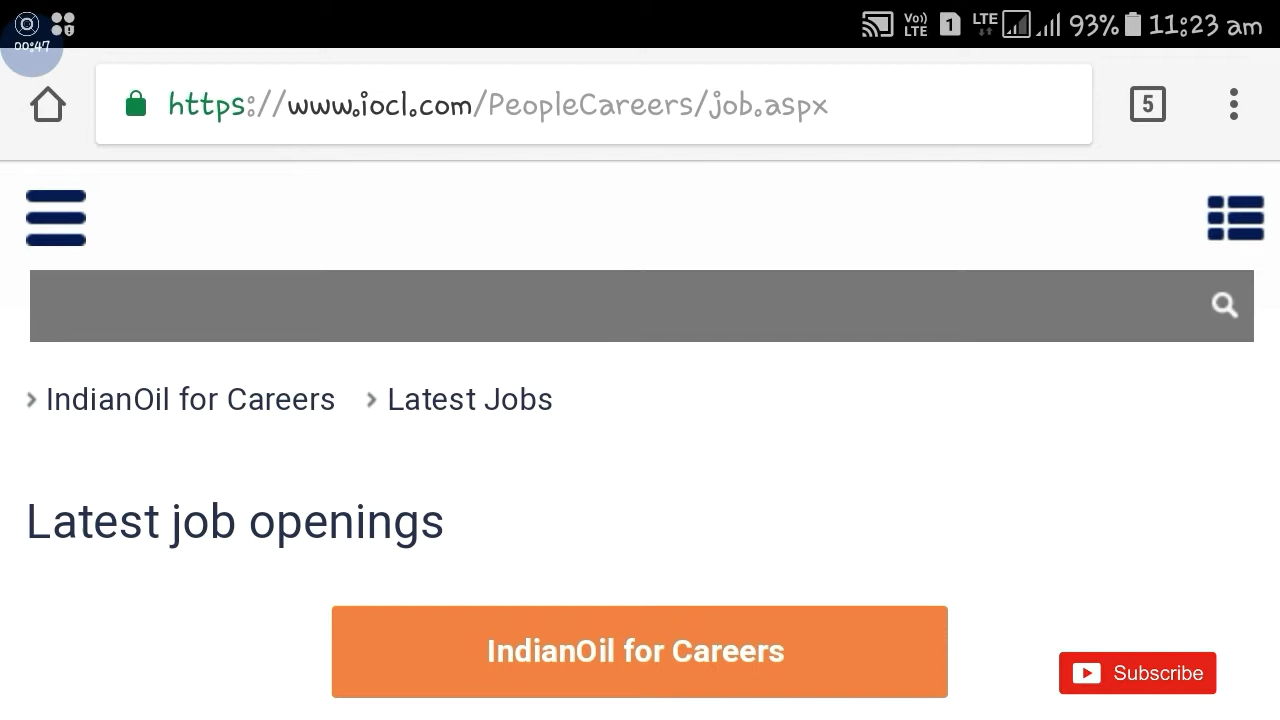 00:47
Vo))
LTE
1
LTE
93%
11:23 am
https://www.iocl.com/PeopleCareers/job.aspx
5
IndianOil for Careers
Latest Jobs
Latest job openings
IndianOil for Careers
Subscribe